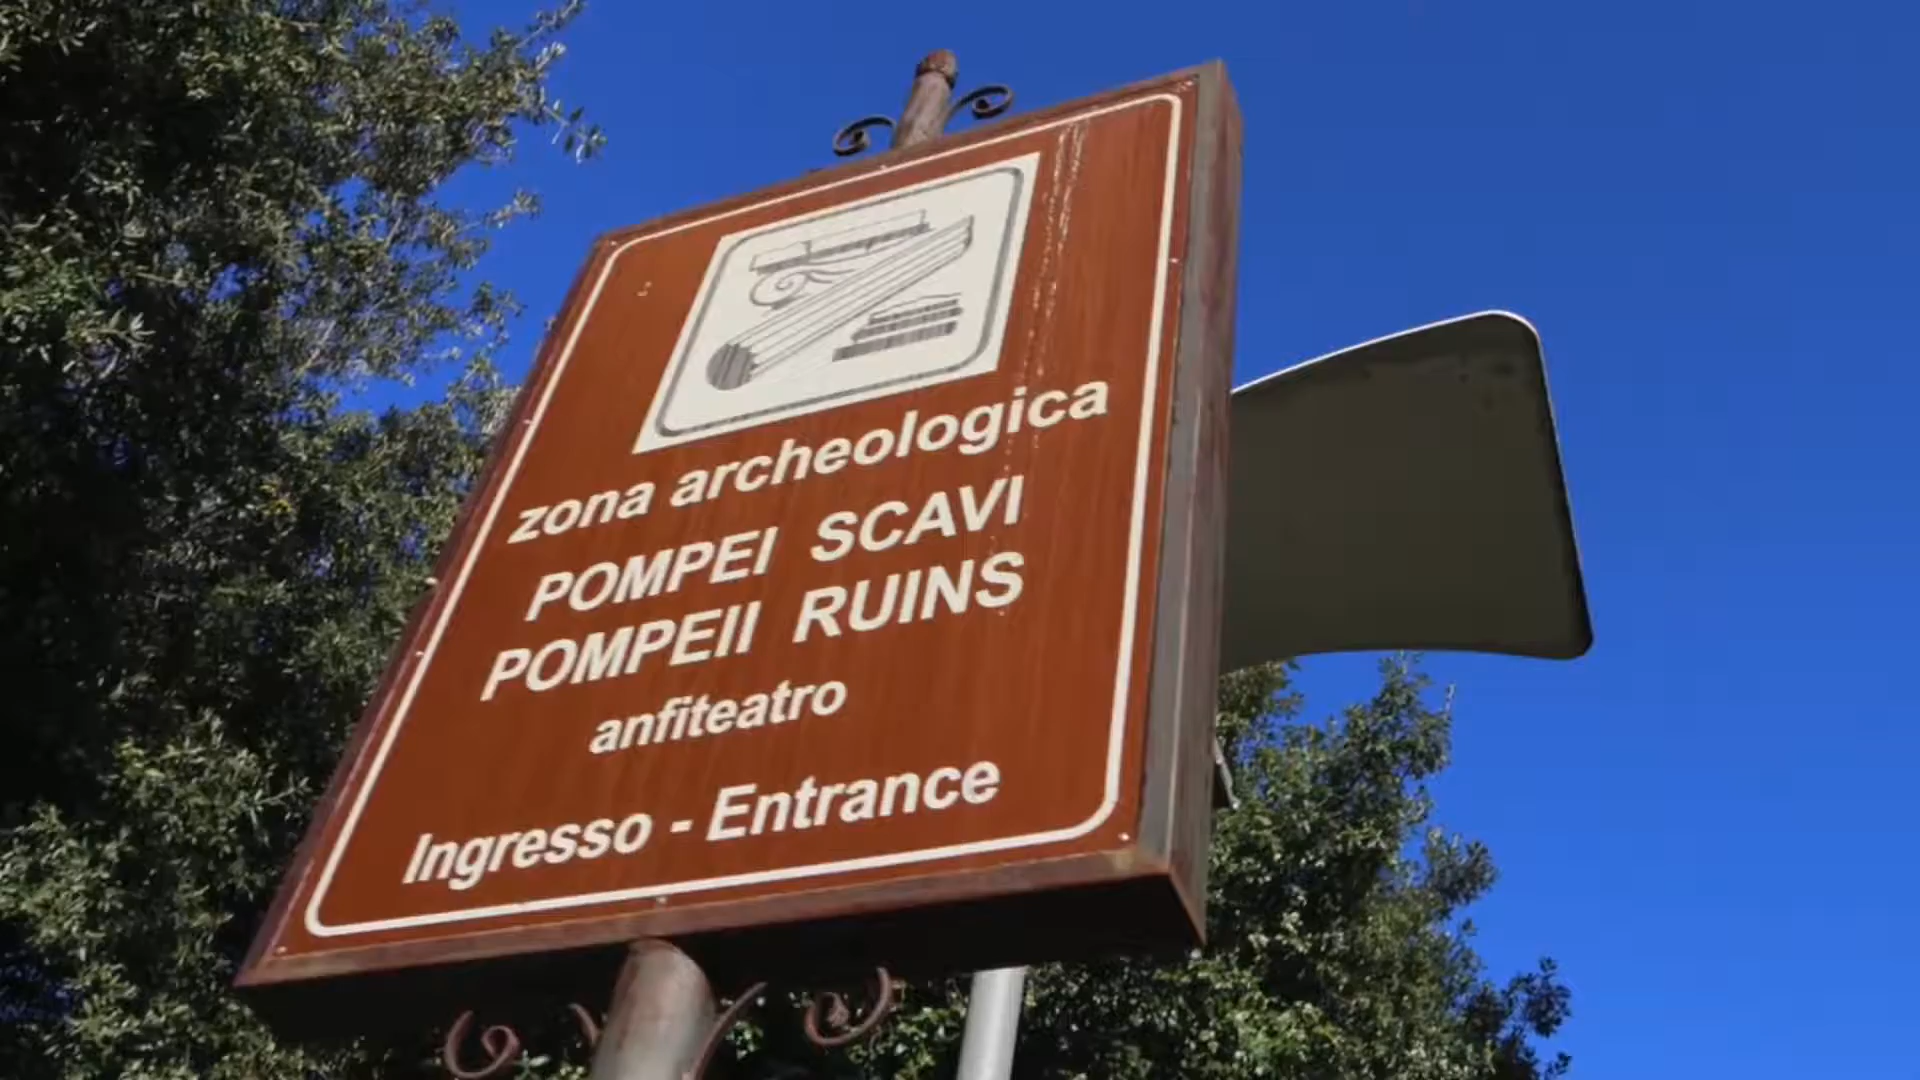 zona archeologica
POMPEI SCAVI
POMPEII RUINS
anfiteatro
Ingresso - Entrance